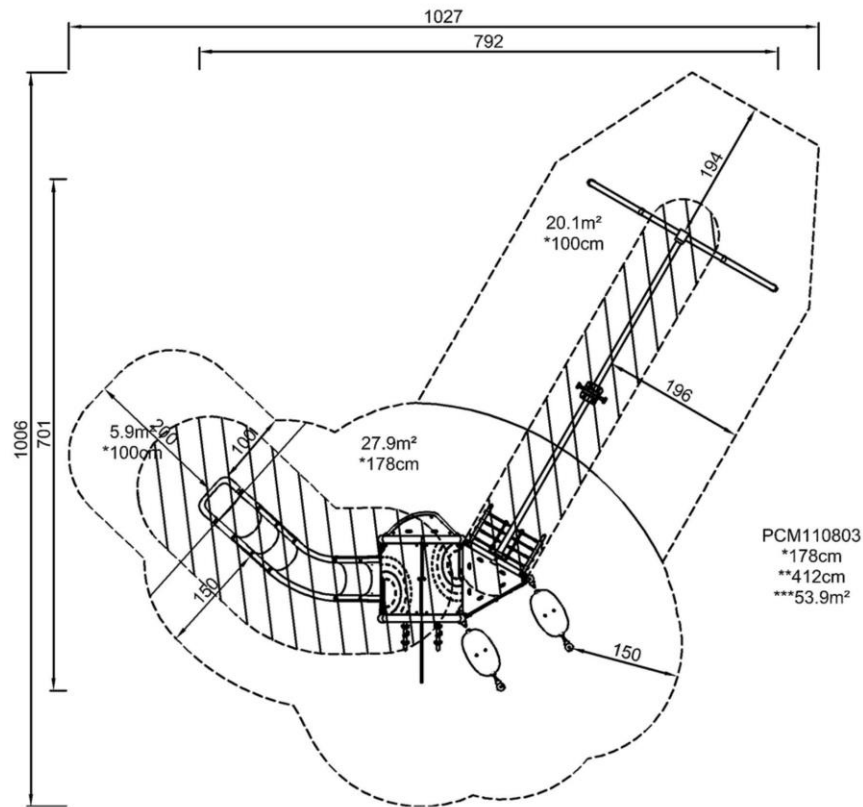 1027
792
194
20.1m²
*100cm
196
1006
701
200
100
5.9m²
*100cm
27.9m²
*178cm
150
150
PCM110803
*178cm
**412cm
***53.9m²